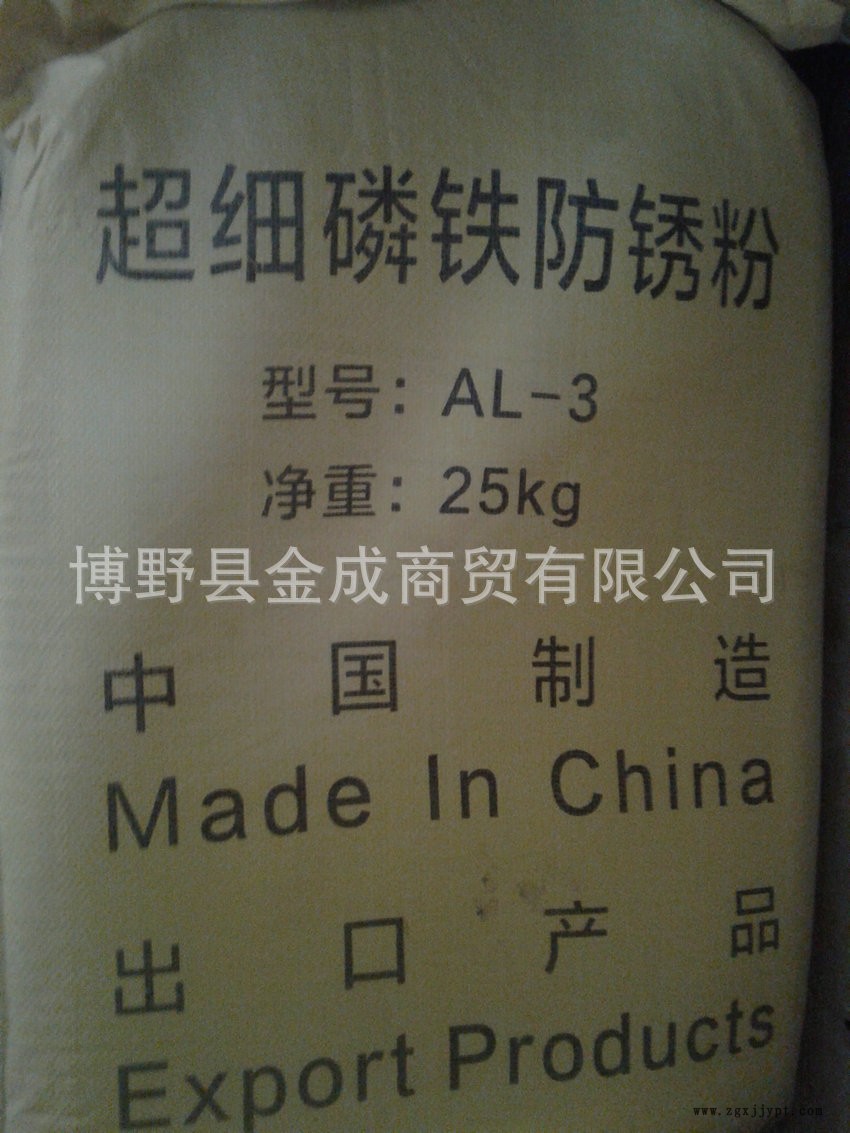 超细磷铁防锈粉
型号：AL-3
净重：25kg
博野县金成商贸有限公司
中国制造
Made In China
出口产品
Export Products
www.zgxjjypt.com